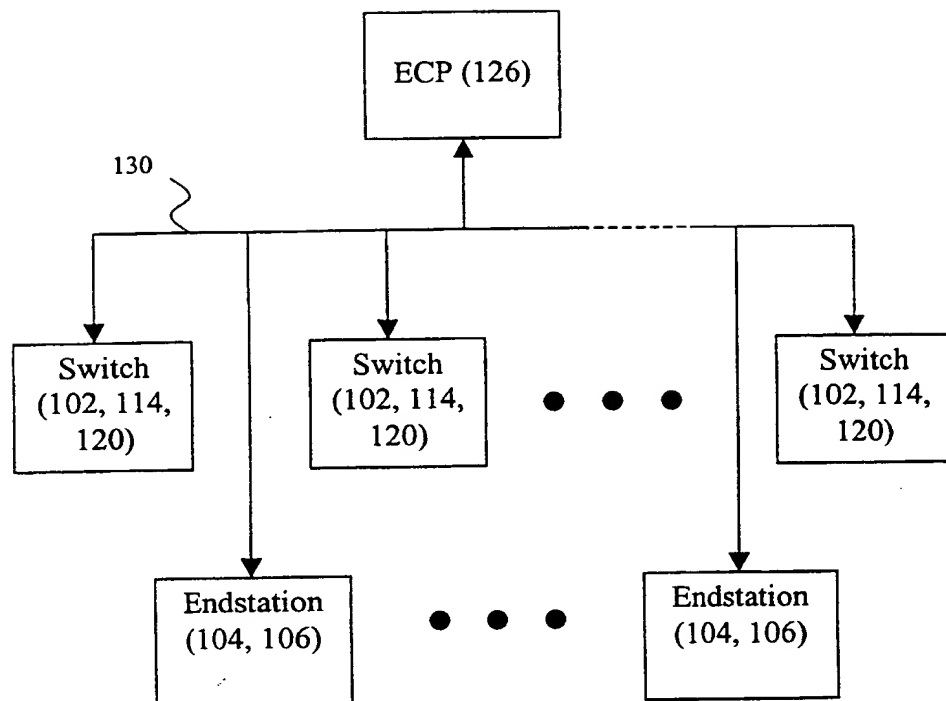 ECP (126)
130
Switch
(102, 114,
120)
Switch
(102, 114,
120)
Switch
(102, 114,
120)
Endstation
(104, 106)
Endstation
(104, 106)